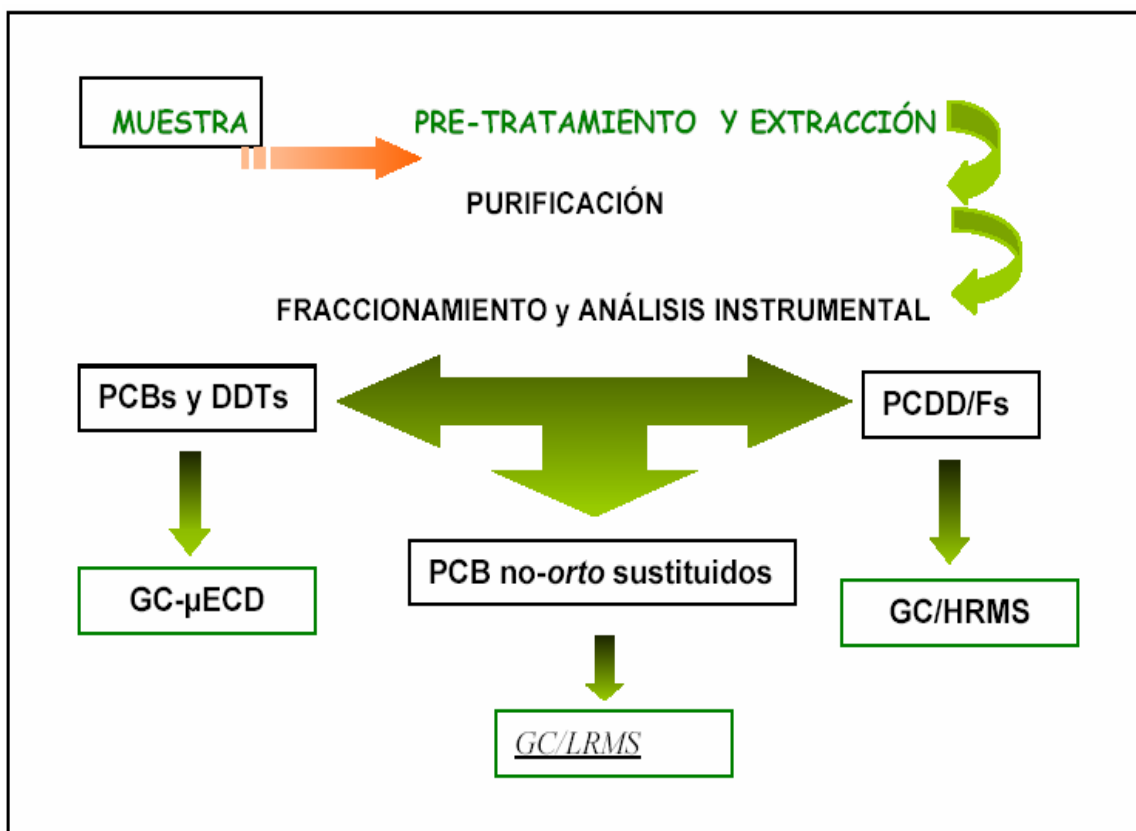 MUESTRA
PRE-TRATAMIENTO Y EXTRACCIÓN
PURIFICACIÓN
FRACCIONAMIENTO y ANÁLISIS INSTRUMENTAL
PCBs y DDTs
PCDD/Fs
PCB no-orto sustituidos
GC-µECD
GC/HRMS
GC/LRMS